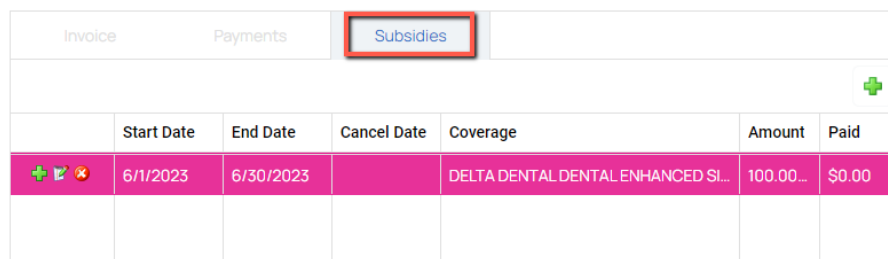 Invoice Payments Subsidies
Start Date End Date Cancel Date Coverage Amount Paid
6/1/2023 6/30/2023 DELTA DENTAL DENTAL ENHANCED SI... 100.00... $0.00